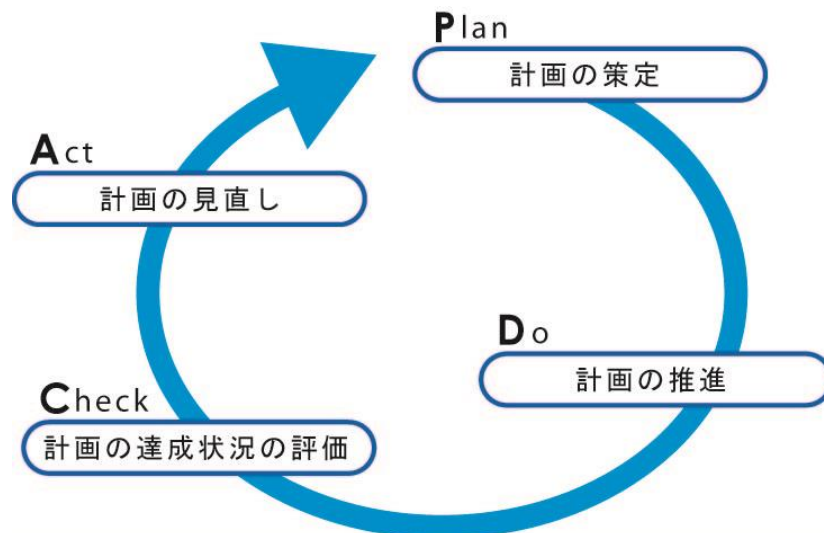 Plan
計画の策定
Do
計画の推進
Check
計画の達成状況の評価
Act
計画の見直し